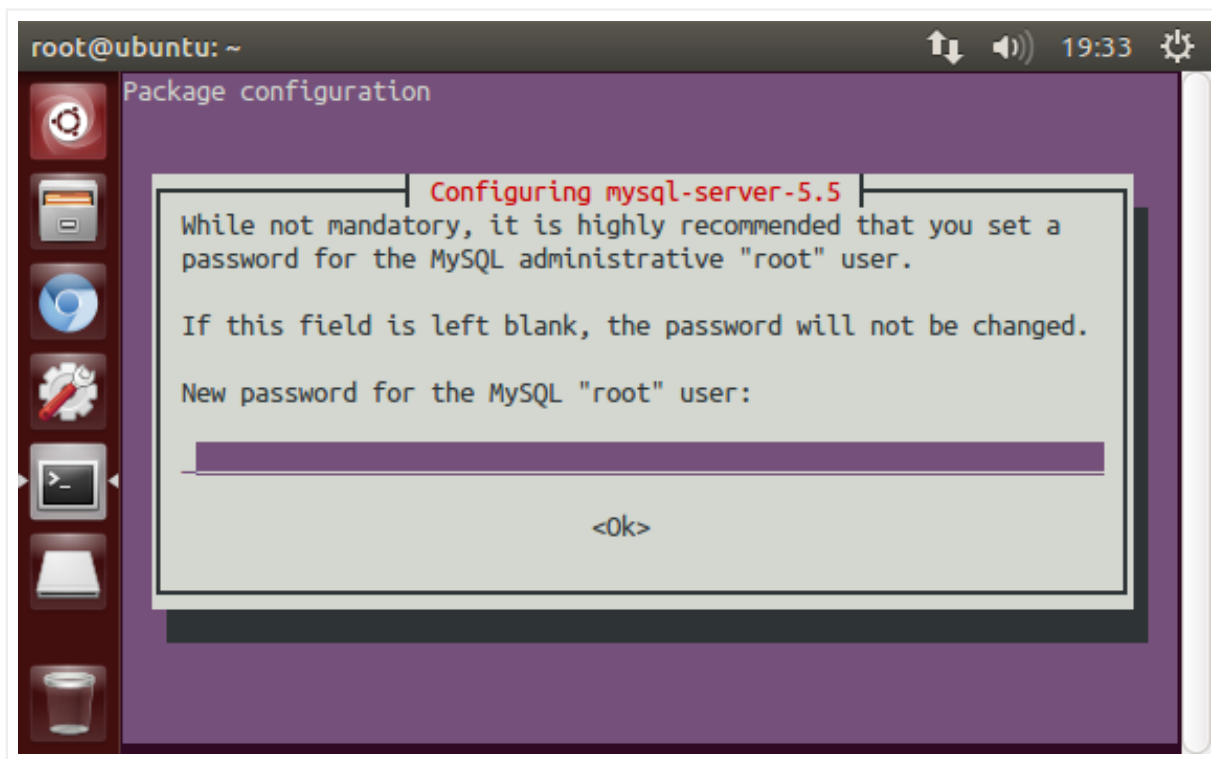 root@ubuntu: ~ 19:33
Package configuration
Configuring mysql-server-5.5
While not mandatory, it is highly recommended that you set a
password for the MySQL administrative "root" user.
If this field is left blank, the password will not be changed.
New password for the MySQL "root" user:
<Ok>